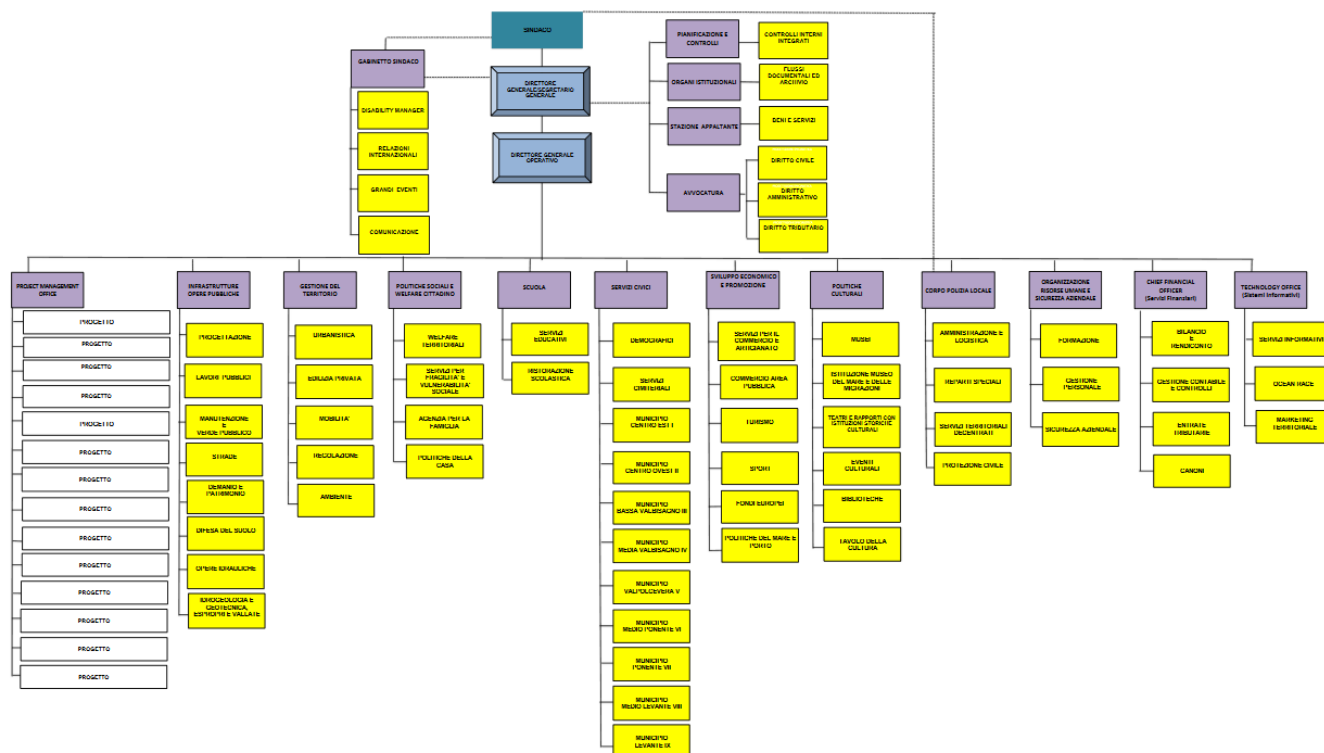 SINDACO
GABINETTO SINDACO
DISABILITY MANAGER
RELAZIONI
INTERNAZIONALI
GRANDI EVENTI
COMUNICAZIONE
DIRETTORE
GENERALE/SEGRETARIO
GENERALE
DIRETTORE GENERALE
OPERATIVO
PIANIFICAZIONE E
CONTROLLI
CONTROLLI INTERNI
INTEGRATI
ORGANI ISTITUZIONALI
FLUSSI
DOCUMENTALI ED
ARCHIVIO
STAZIONE APPALTANTE
BENI E SERVIZI
AVVOCATURA
DIRITTO CIVILE
DIRITTO
AMMINISTRATIVO
DIRITTO TRIBUTARIO
PROJECT MANAGEMENT
OFFICE
PROGETTO
PROGETTO
PROGETTO
PROGETTO
PROGETTO
PROGETTO
PROGETTO
PROGETTO
PROGETTO
PROGETTO
PROGETTO
PROGETTO
PROGETTO
PROGETTO
INFRASTRUTTURE
OPERE PUBBLICHE
PROGETTAZIONE
LAVORI PUBBLICI
MANUTENZIONE
E
VERDE PUBBLICO
STRADE
DEMANIO E
PATRIMONIO
DIFESA DEL SUOLO
OPERE IDRAULICHE
IDROGEOLOGIA E
GEOTECNICA,
ESPROPRI E VALLATE
GESTIONE DEL
TERRITORIO
URBANISTICA
EDILIZIA PRIVATA
MOBILITA'
REGOLAZIONE
AMBIENTE
POLITICHE SOCIALI E
WELFARE CITTADINO
WELFARE
TERRITORIALI
SERVIZI PER
FRAGILITA' E
VULNERABILITA'
SOCIALE
AGENZIA PER LA
FAMIGLIA
POLITICHE DELLA
CASA
SCUOLA
SERVIZI
EDUCATIVI
RISTORAZIONE
SCOLASTICA
SERVIZI CIVICI
DEMOGRAFICI
SERVIZI
CIMITERIALI
MUNICIPIO
CENTRO EST I
MUNICIPIO
CENTRO OVEST II
MUNICIPIO
BASSA VALBISAGNO III
MUNICIPIO
MEDIA VALBISAGNO IV
MUNICIPIO
VALPOLCEVERA V
MUNICIPIO
MEDIO PONENTE VI
MUNICIPIO
PONENTE VII
MUNICIPIO
MEDIO LEVANTE VIII
MUNICIPIO
LEVANTE IX
SVILUPPO ECONOMICO
E PROMOZIONE
SERVIZI PER IL
COMMERCIO E
ARTIGIANATO
COMMERCIO AREA
PUBBLICA
TURISMO
SPORT
FONDI EUROPEI
POLITICHE DEL MARE E
PORTO
POLITICHE
CULTURALI
MUSEI
ISTITUZIONE MUSEO
DEL MARE E DELLE
MIGRAZIONI
TEATRI E RAPPORTI CON
ISTITUZIONI STORICHE
CULTURALI
EVENTI
CULTURALI
BIBLIOTECHE
TAVOLO DELLA
CULTURA
CORPO POLIZIA LOCALE
AMMINISTRAZIONE E
LOGISTICA
REPARTI SPECIALI
SERVIZI TERRITORIALI
DECENTRATI
PROTEZIONE CIVILE
ORGANIZZAZIONE
RISORSE UMANE E
SICUREZZA AZIENDALE
FORMAZIONE
GESTIONE
PERSONALE
SICUREZZA AZIENDALE
CHIEF FINANCIAL
OFFICER
(Servizi Finanziari)
BILANCIO
E
RENDICONTO
GESTIONE CONTABILE
E CONTROLLI
ENTRATE
TRIBUTARIE
CANONI
TECHNOLOGY OFFICE
(Sistemi Informativi)
SERVIZI INFORMATIVI
OCEAN RACE
MARKETING
TERRITORIALE